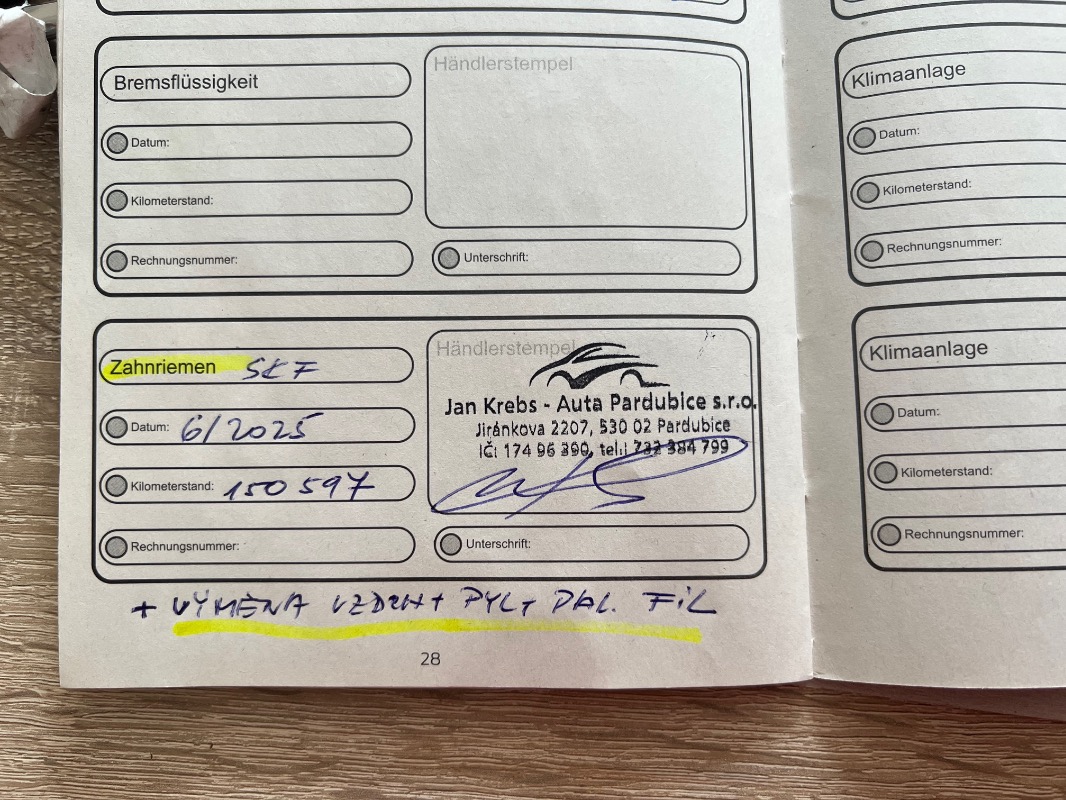 Bremsflüssigkeit
Händlerstempel
Datum:
Kilometerstand:
Rechnungsnummer:
Unterschrift:
Zahnriemen SKF
Händlerstempel
Jan Krebs - Auta Pardubice s.r.o.
Jiránkova 2207, 530 02 Pardubice
IČ: 174 96 390, tel.: 732 384 799
Datum: 6/2025
Kilometerstand: 150 597
Rechnungsnummer:
Unterschrift:
+ VÝMĚNA VZDUCH + PYL + PAL. FIL
28
Klimaanlage
Datum:
Kilometerstand:
Rechnungsnummer:
Klimaanlage
Datum:
Kilometerstand:
Rechnungsnummer: